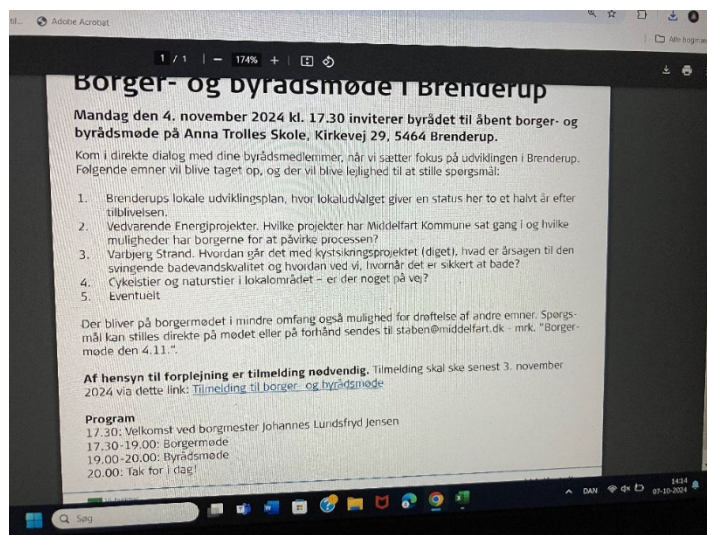 Adobe Acrobat
Alle bogmæ
1 / 1 | − 174% +
Borger- og byrådsmøde i Brenderup
Mandag den 4. november 2024 kl. 17.30 inviterer byrådet til åbent borger- og
byrådsmøde på Anna Trolles Skole, Kirkevej 29, 5464 Brenderup.
Kom i direkte dialog med dine byrådsmedlemmer, når vi sætter fokus på udviklingen i Brenderup.
Følgende emner vil blive taget op, og der vil blive lejlighed til at stille spørgsmål:
1. Brenderups lokale udviklingsplan, hvor lokaludvalget giver en status her to et halvt år efter
tilblivelsen.
2. Vedvarende Energiprojekter. Hvilke projekter har Middelfart Kommune sat gang i og hvilke
muligheder har borgerne for at påvirke processen?
3. Varbjerg Strand. Hvordan går det med kystsikringsprojektet (diget), hvad er årsagen til den
svingende badevandskvalitet og hvordan ved vi, hvornår det er sikkert at bade?
4. Cykelstier og naturstier i lokalområdet – er der noget på vej?
5. Eventuelt
Der bliver på borgermødet i mindre omfang også mulighed for drøftelse af andre emner. Spørgs-
mål kan stilles direkte på mødet eller på forhånd sendes til staben@middelfart.dk - mrk. "Borger-
møde den 4.11.".
Af hensyn til forplejning er tilmelding nødvendig. Tilmelding skal ske senest 3. november
2024 via dette link: Tilmelding til borger- og byrådsmøde
Program
17.30: Velkomst ved borgmester Johannes Lundsfryd Jensen
17.30-19.00: Borgermøde
19.00-20.00: Byrådsmøde
20.00: Tak for i dag!
Søg
DAN
14:14
07-10-2024